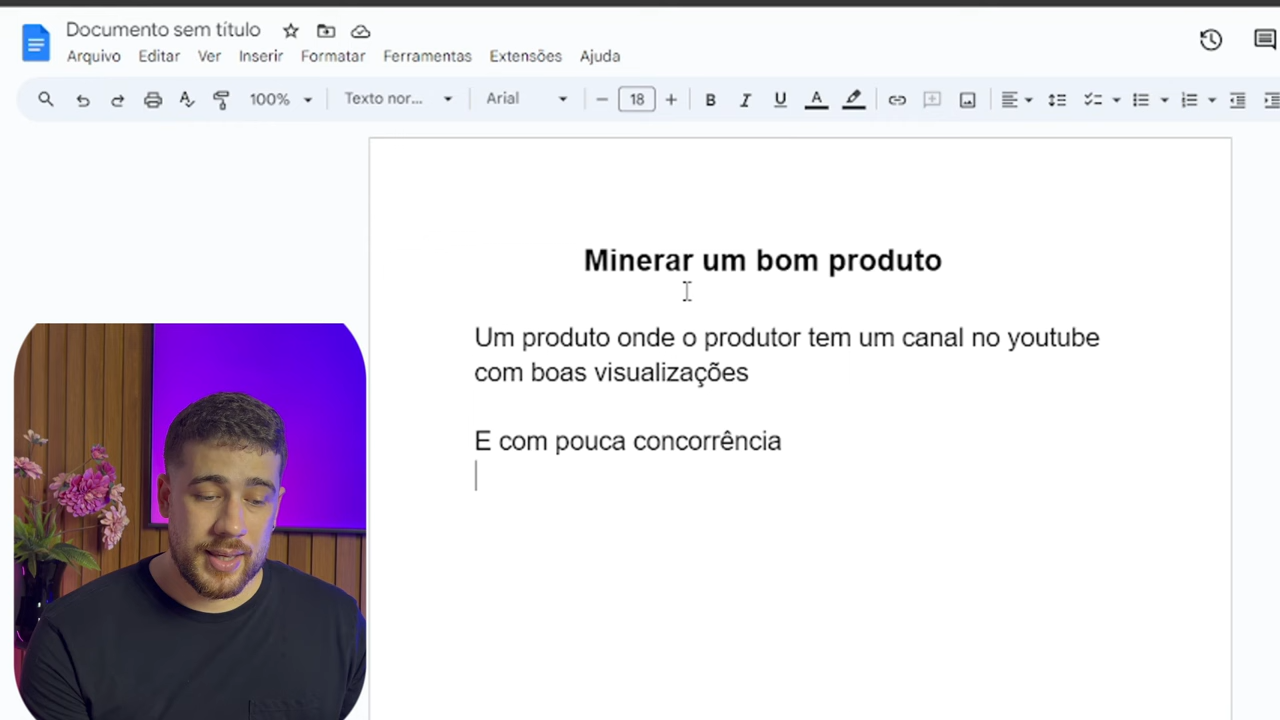 Documento sem título
Arquivo Editar Ver Inserir Formatar Ferramentas Extensões Ajuda
100% Texto nor... Arial 18 B I U A
Minerar um bom produto
Um produto onde o produtor tem um canal no youtube
com boas visualizações
E com pouca concorrência